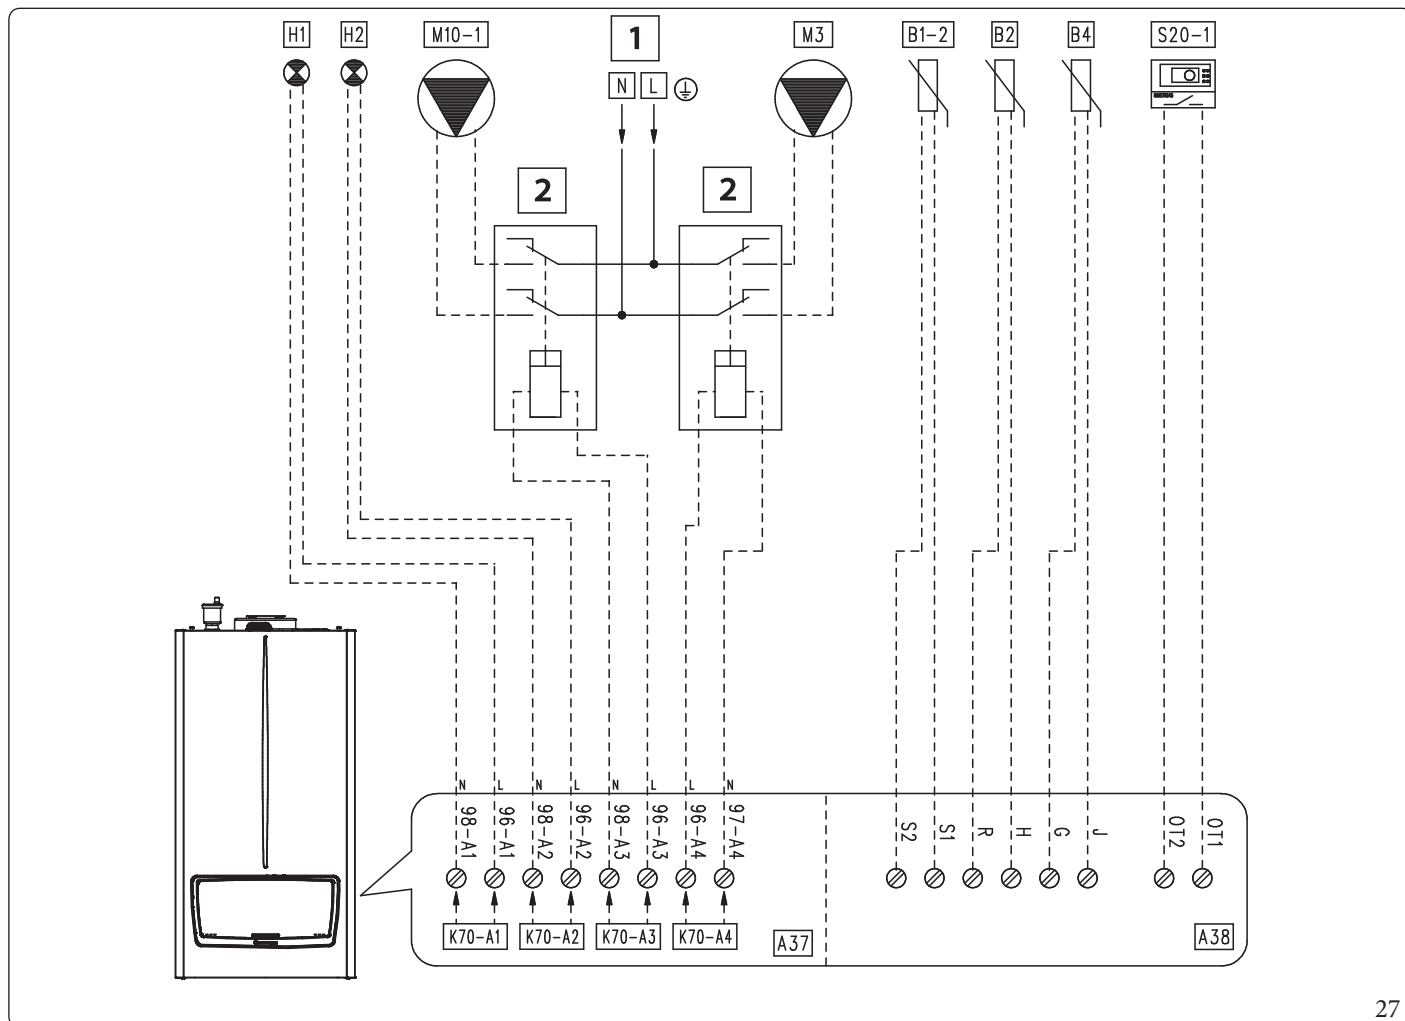 H1 H2 M10-1 1 M3 B1-2 B2 B4 S20-1
N L
2 2
N L N L N L L N
98-A1 96-A1 98-A2 96-A2 98-A3 96-A3 96-A4 97-A4 S2 S1 R H G J OT2 OT1
K70-A1 K70-A2 K70-A3 K70-A4 A37 A38
27